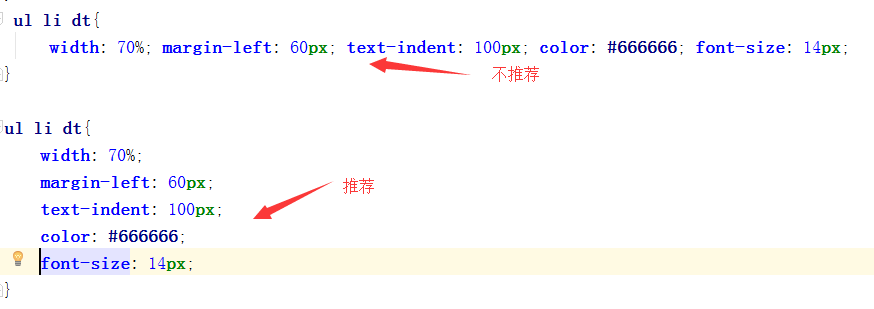 ul li dt{
width: 70%; margin-left: 60px; text-indent: 100px; color: #666666; font-size: 14px;
不推荐
}
ul li dt{
width: 70%;
margin-left: 60px;
推荐
text-indent: 100px;
color: #666666;
font-size: 14px;
}